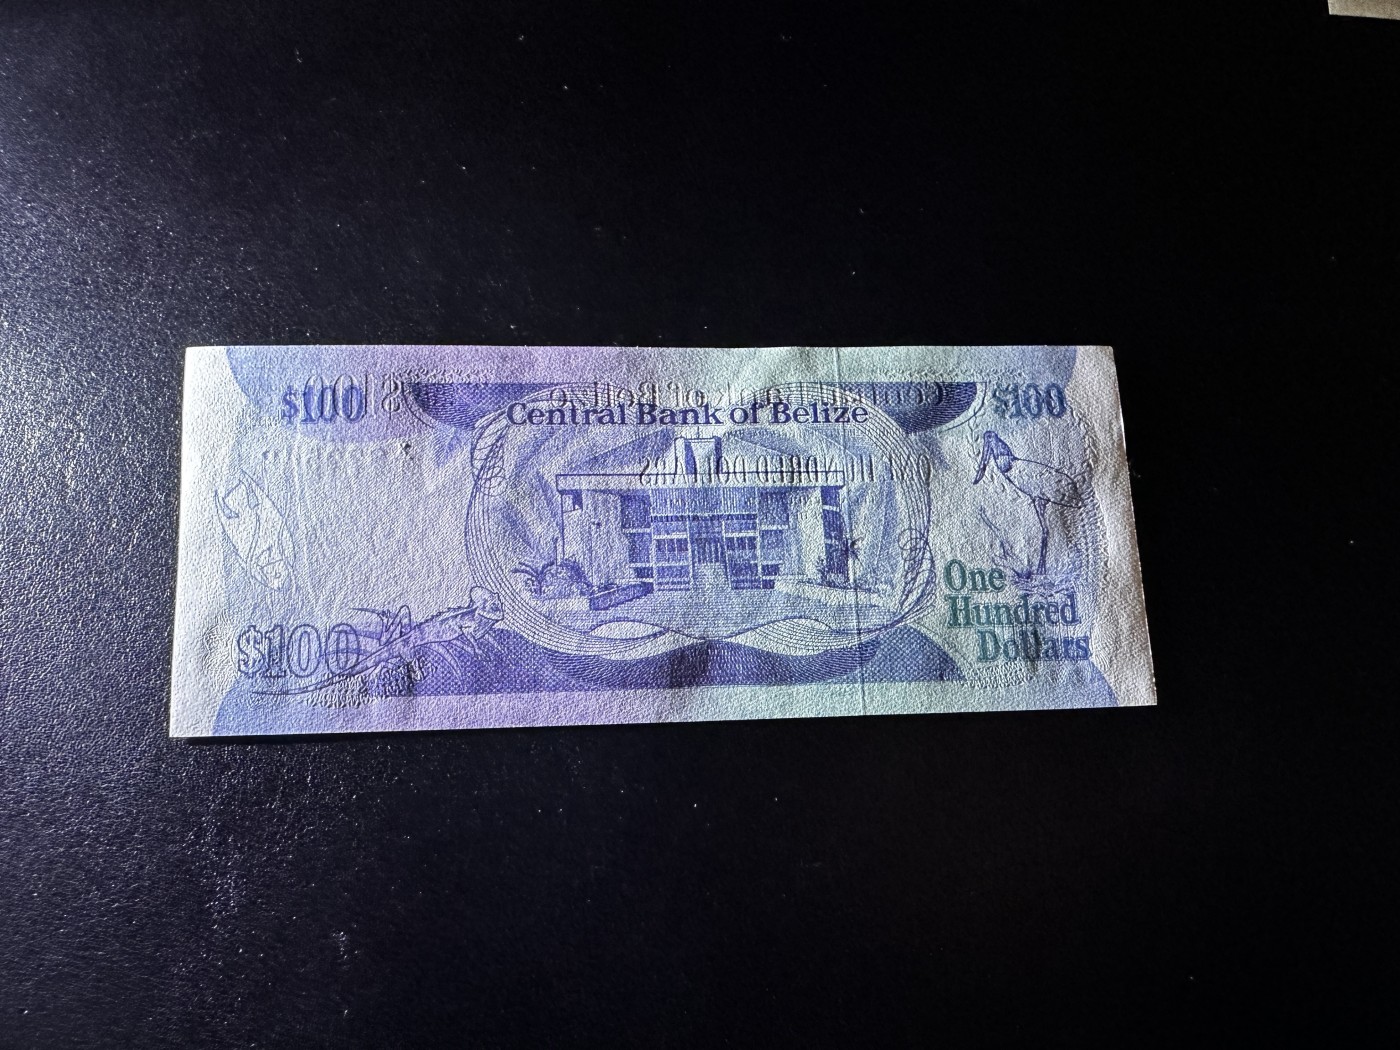 $100
$100
Central Bank of Belize
$100
One
Hundred
Dollars